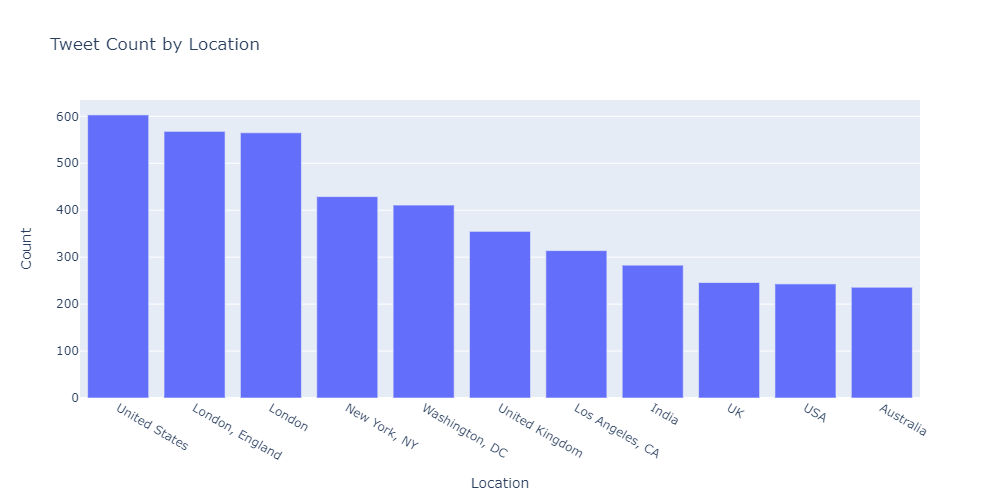 Tweet Count by Location
Count
600
500
400
300
200
100
0
United States
London, England
London
New York, NY
Washington, DC
United Kingdom
Los Angeles, CA
India
UK
USA
Australia
Location